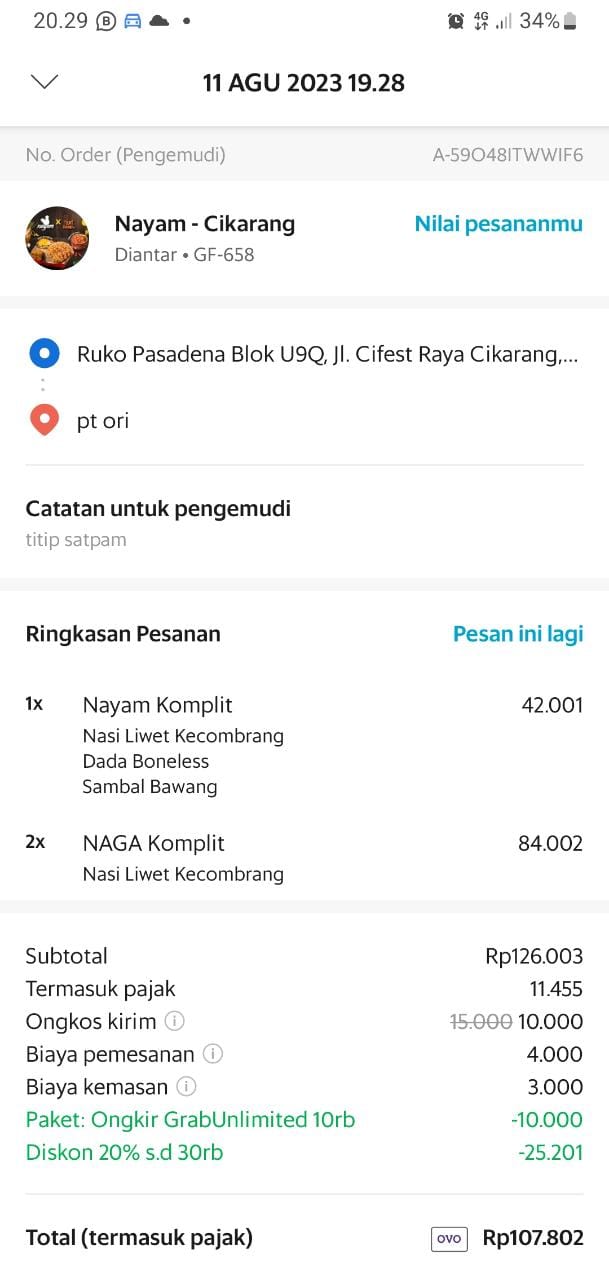 20.29
4G 34%
11 AGU 2023 19.28
No. Order (Pengemudi) A-59O48ITWWIF6
Nayam - Cikarang Nilai pesananmu
Diantar • GF-658
Ruko Pasadena Blok U9Q, Jl. Cifest Raya Cikarang,...
pt ori
Catatan untuk pengemudi
titip satpam
Ringkasan Pesanan Pesan ini lagi
1x Nayam Komplit 42.001
Nasi Liwet Kecombrang
Dada Boneless
Sambal Bawang
2x NAGA Komplit 84.002
Nasi Liwet Kecombrang
Subtotal Rp126.003
Termasuk pajak 11.455
Ongkos kirim 15.000 10.000
Biaya pemesanan 4.000
Biaya kemasan 3.000
Paket: Ongkir GrabUnlimited 10rb -10.000
Diskon 20% s.d 30rb -25.201
Total (termasuk pajak) OVO Rp107.802